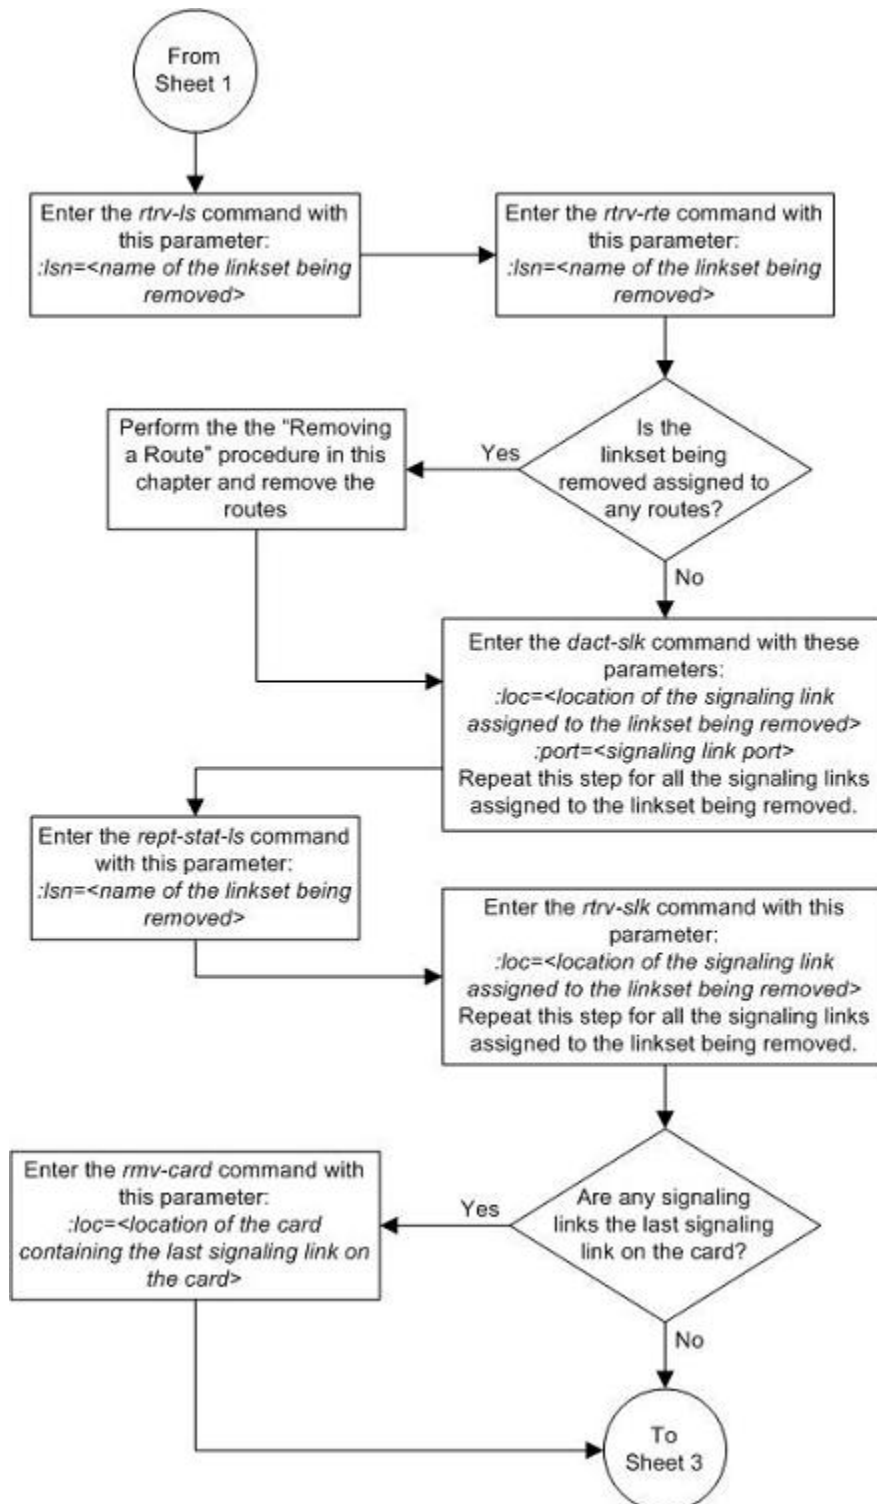 From
Sheet 1
Enter the rtrv-ls command with
this parameter:
:lsn=<name of the linkset being
removed>
Enter the rtrv-rte command with
this parameter:
:lsn=<name of the linkset being
removed>
Is the
linkset being
removed assigned to
any routes?
Yes
Perform the the "Removing
a Route" procedure in this
chapter and remove the
routes
No
Enter the dact-slk command with these
parameters:
:loc=<location of the signaling link
assigned to the linkset being removed>
:port=<signaling link port>
Repeat this step for all the signaling links
assigned to the linkset being removed.
Enter the rept-stat-ls command
with this parameter:
:lsn=<name of the linkset being
removed>
Enter the rtrv-slk command with this
parameter:
:loc=<location of the signaling link
assigned to the linkset being removed>
Repeat this step for all the signaling links
assigned to the linkset being removed.
Are any signaling
links the last signaling
link on the card?
Yes
Enter the rmv-card command with
this parameter:
:loc=<location of the card
containing the last signaling link on
the card>
No
To
Sheet 3